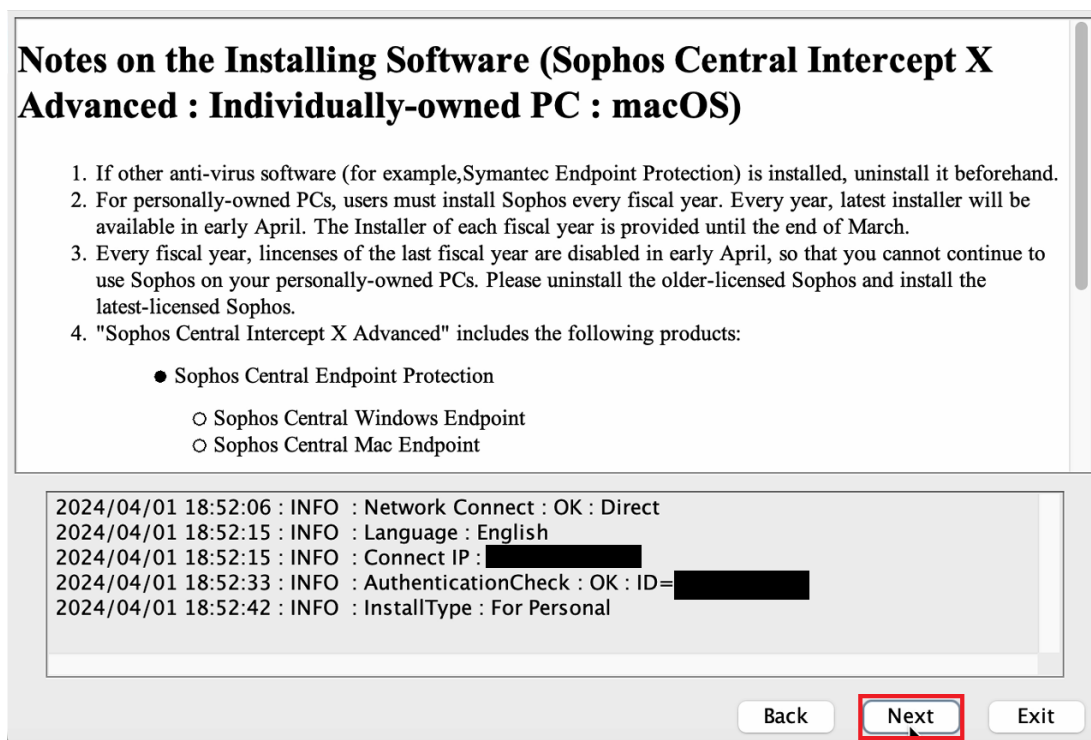 Notes on the Installing Software (Sophos Central Intercept X
Advanced : Individually-owned PC : macOS)
1. If other anti-virus software (for example,Symantec Endpoint Protection) is installed, uninstall it beforehand.
2. For personally-owned PCs, users must install Sophos every fiscal year. Every year, latest installer will be
available in early April. The Installer of each fiscal year is provided until the end of March.
3. Every fiscal year, lincenses of the last fiscal year are disabled in early April, so that you cannot continue to
use Sophos on your personally-owned PCs. Please uninstall the older-licensed Sophos and install the
latest-licensed Sophos.
4. "Sophos Central Intercept X Advanced" includes the following products:
● Sophos Central Endpoint Protection
○ Sophos Central Windows Endpoint
○ Sophos Central Mac Endpoint
2024/04/01 18:52:06 : INFO : Network Connect : OK : Direct
2024/04/01 18:52:15 : INFO : Language : English
2024/04/01 18:52:15 : INFO : Connect IP :
2024/04/01 18:52:33 : INFO : AuthenticationCheck : OK : ID=
2024/04/01 18:52:42 : INFO : InstallType : For Personal
Back Next Exit